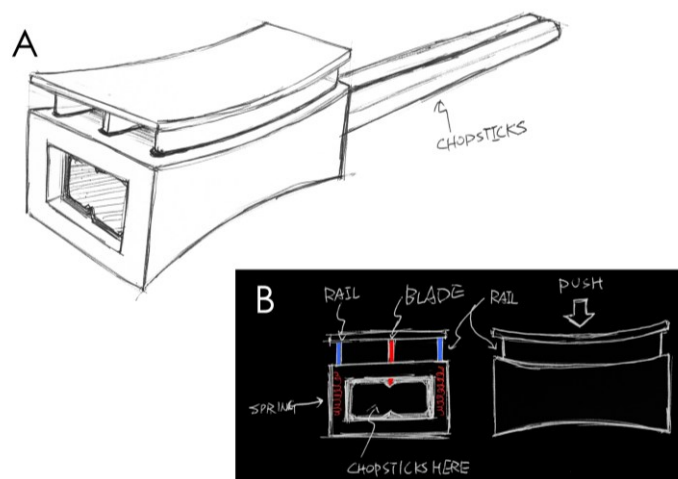 A
CHOPSTICKS
B
RAIL
BLADE
RAIL
PUSH
SPRING
CHOPSTICKS HERE